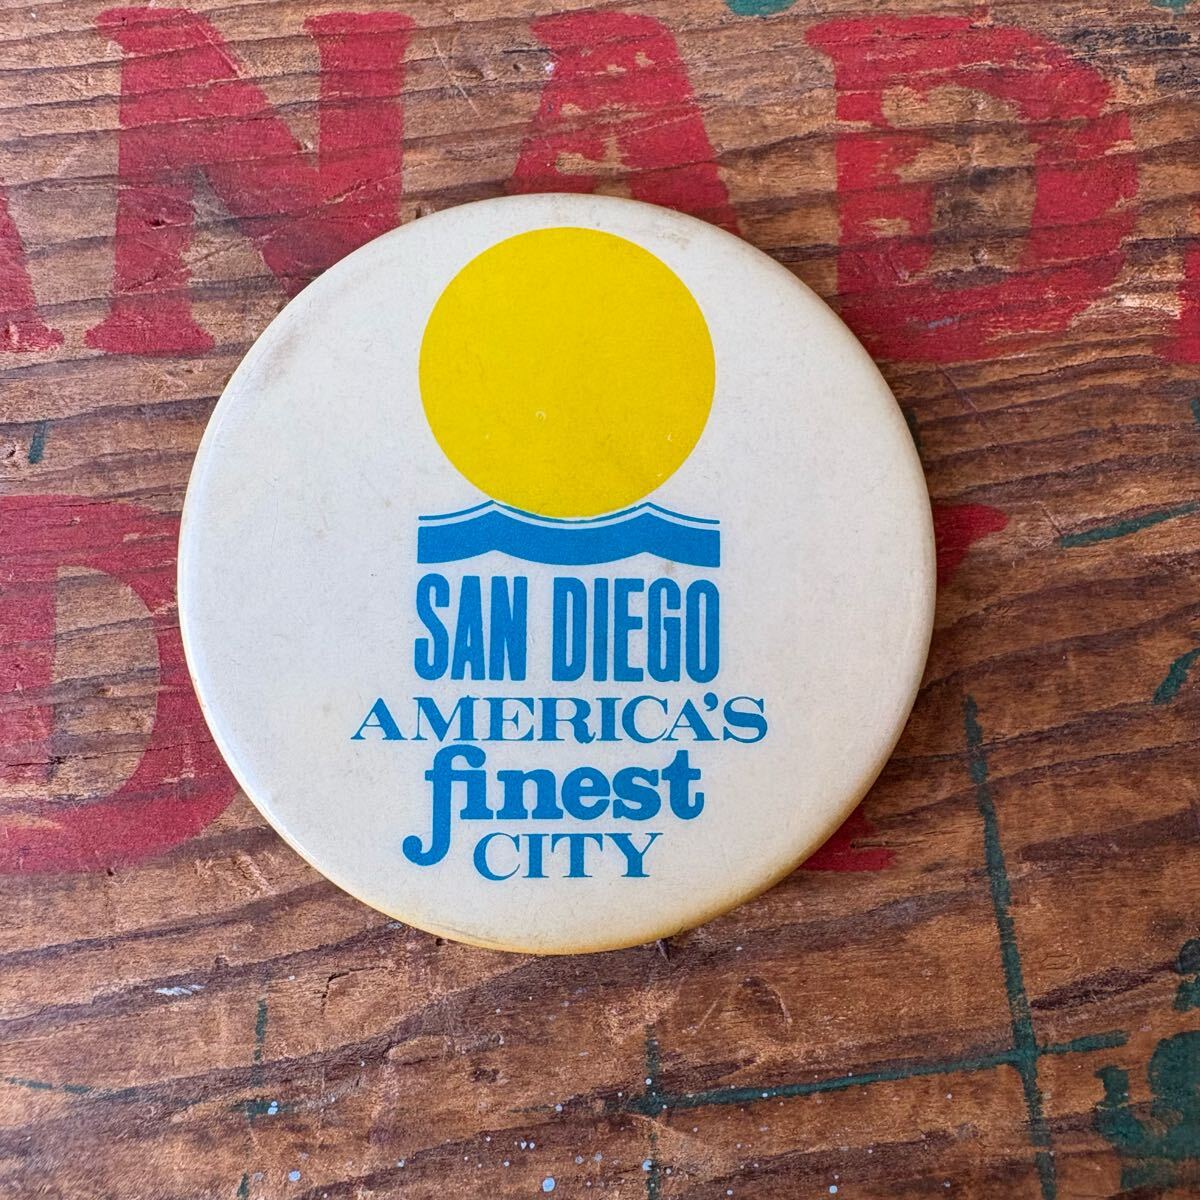 SAN DIEGO
AMERICA'S
finest
CITY